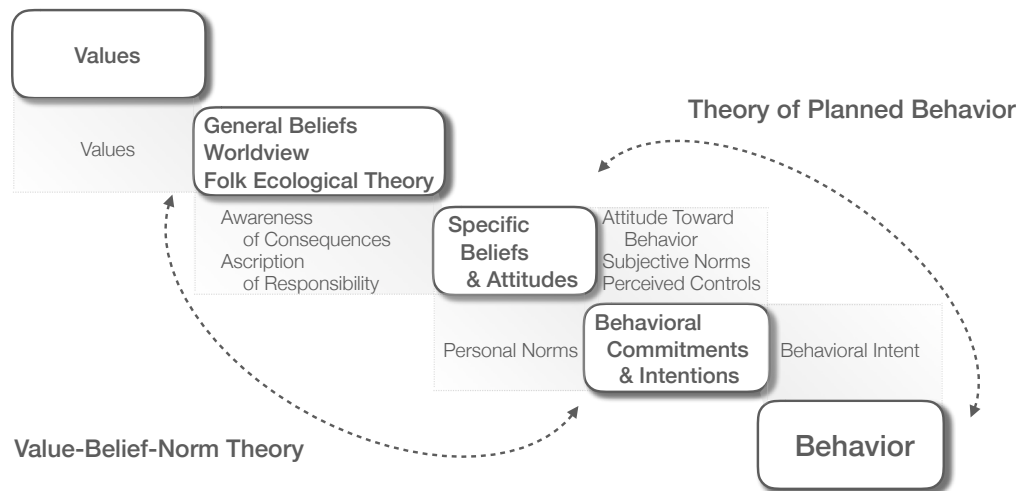 Values
Theory of Planned Behavior
Values
General Beliefs
Worldview
Folk Ecological Theory
Awareness
of Consequences
Ascription
of Responsibility
Specific
Beliefs
& Attitudes
Attitude Toward
Behavior
Subjective Norms
Perceived Controls
Personal Norms
Behavioral
Commitments
& Intentions
Behavioral Intent
Value-Belief-Norm Theory
Behavior